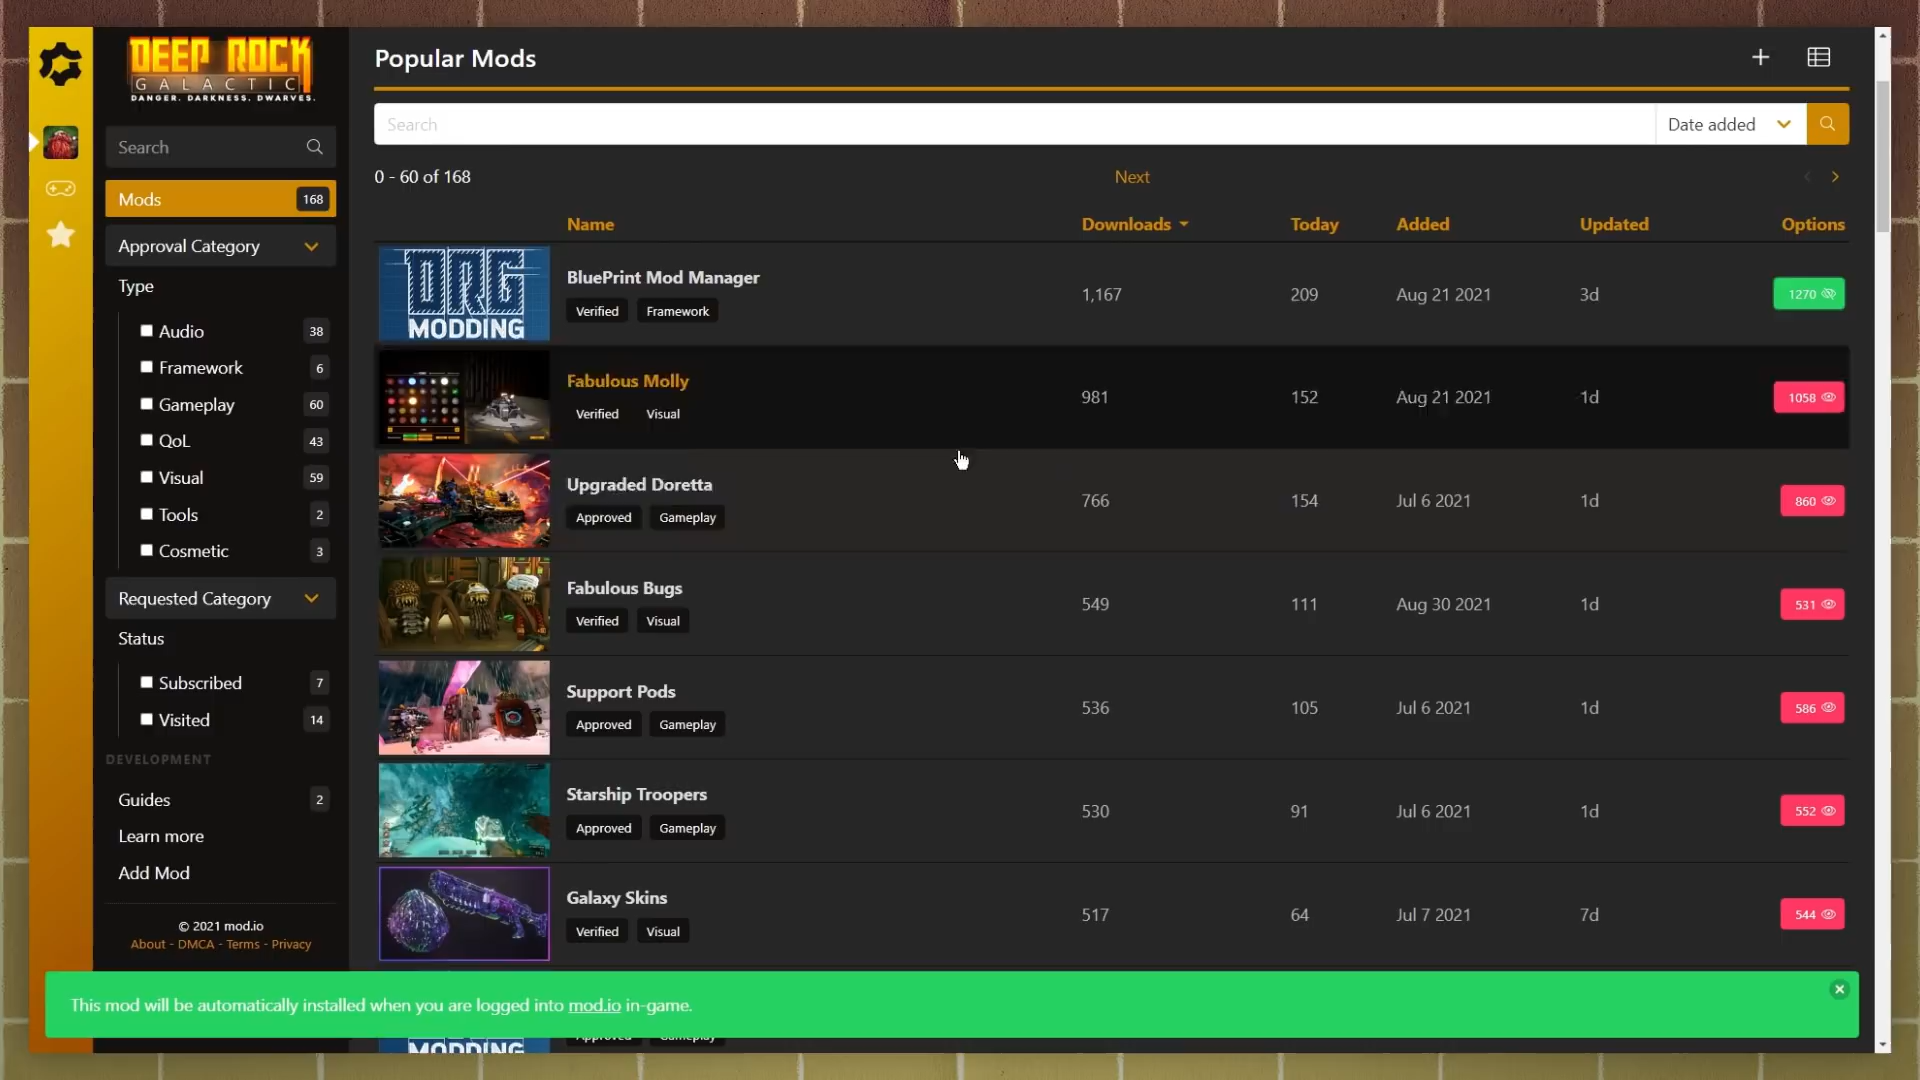 DEEP ROCK
GALACTIC
DANGER. DARKNESS. DWARVES.
Search
Mods 168
Approval Category
Type
Audio 38
Framework 6
Gameplay 60
QoL 43
Visual 59
Tools 2
Cosmetic 3
Requested Category
Status
Subscribed 7
Visited 14
DEVELOPMENT
Guides 2
Learn more
Add Mod
© 2021 mod.io
About - DMCA - Terms - Privacy
Popular Mods
Search Date added
0 - 60 of 168 Next
Name Downloads Today Added Updated Options
DRG
MODDING
BluePrint Mod Manager 1,167 209 Aug 21 2021 3d 1270
Verified Framework
Fabulous Molly 981 152 Aug 21 2021 1d 1058
Verified Visual
Upgraded Doretta 766 154 Jul 6 2021 1d 860
Approved Gameplay
Fabulous Bugs 549 111 Aug 30 2021 1d 531
Verified Visual
Support Pods 536 105 Jul 6 2021 1d 586
Approved Gameplay
Starship Troopers 530 91 Jul 6 2021 1d 552
Approved Gameplay
Galaxy Skins 517 64 Jul 7 2021 7d 544
Verified Visual
This mod will be automatically installed when you are logged into mod.io in-game.
MODDING
Approved Gameplay